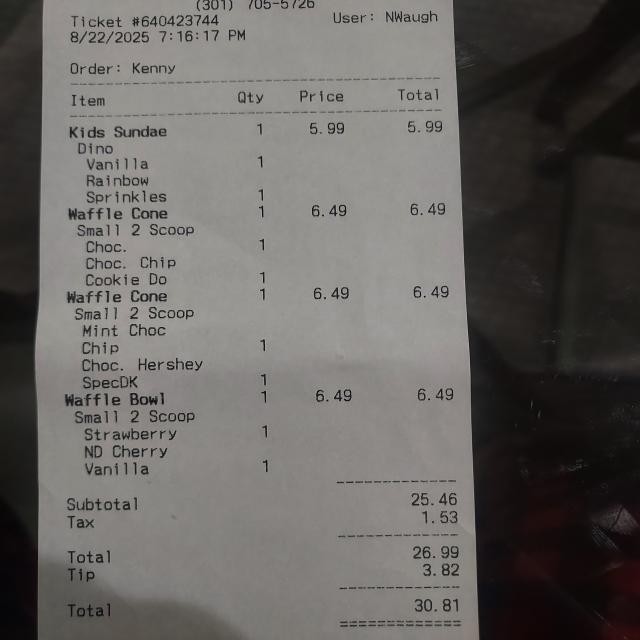 (301) 705-5726
Ticket #640423744 User: NWaugh
8/22/2025 7:16:17 PM
Order: Kenny
Item Qty Price Total
Kids Sundae 1 5.99 5.99
Dino
Vanilla 1
Rainbow
Sprinkles 1
Waffle Cone 1 6.49 6.49
Small 2 Scoop
Choc. 1
Choc. Chip
Cookie Do 1
Waffle Cone 1 6.49 6.49
Small 2 Scoop
Mint Choc
Chip 1
Choc. Hershey
SpecDK 1
Waffle Bowl 1 6.49 6.49
Small 2 Scoop
Strawberry 1
ND Cherry
Vanilla 1
Subtotal 25.46
Tax 1.53
Total 26.99
Tip 3.82
Total 30.81